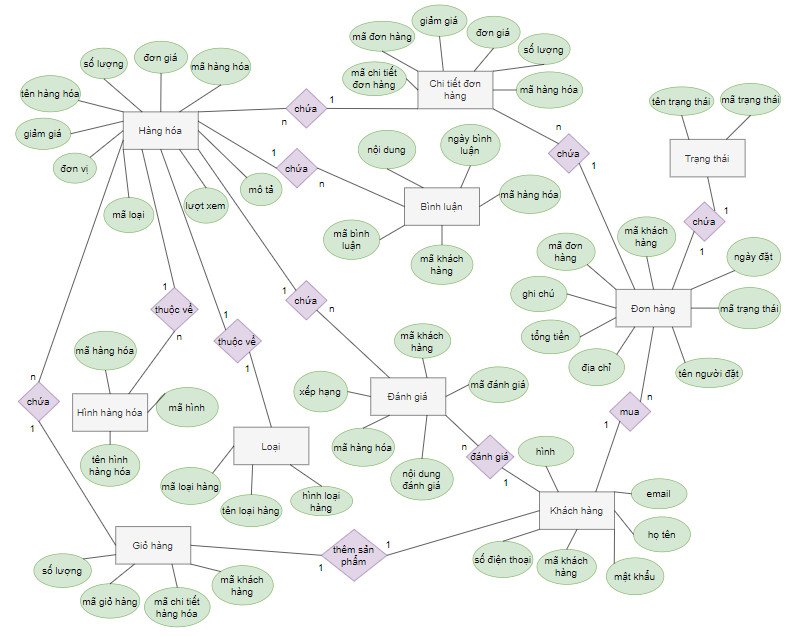 giảm giá
mã đơn hàng
đơn giá
số lượng
mã chi tiết
đơn hàng
Chi tiết đơn
hàng
mã hàng hóa
số lượng
đơn giá
mã hàng hóa
tên hàng hóa
giảm giá
Hàng hóa
đơn vị
mã loại
lượt xem
mô tả
chứa
n
1
chứa
1
n
nội dung
ngày bình
luận
Bình luận
mã hàng hóa
mã bình
luận
mã khách
hàng
n
chứa
1
tên trạng thái
mã trạng thái
Trạng thái
chứa
1
1
mã đơn
hàng
mã khách
hàng
ngày đặt
ghi chú
Đơn hàng
mã trạng thái
tổng tiền
địa chỉ
tên người đặt
1
thuộc về
n
1
thuộc về
1
1
chứa
n
mã khách
hàng
xếp hạng
Đánh giá
mã đánh giá
mã hàng hóa
nội dung
đánh giá
n
đánh giá
1
n
mua
1
mã hàng hóa
Hình hàng hóa
mã hình
tên hình
hàng hóa
n
chứa
1
Loại
mã loại hàng
tên loại hàng
hình loại
hàng
hình
Khách hàng
email
họ tên
số điện thoại
mã khách
hàng
mật khẩu
Giỏ hàng
số lượng
mã giỏ hàng
mã chi tiết
hàng hóa
mã khách
hàng
1
thêm sản
phẩm
1